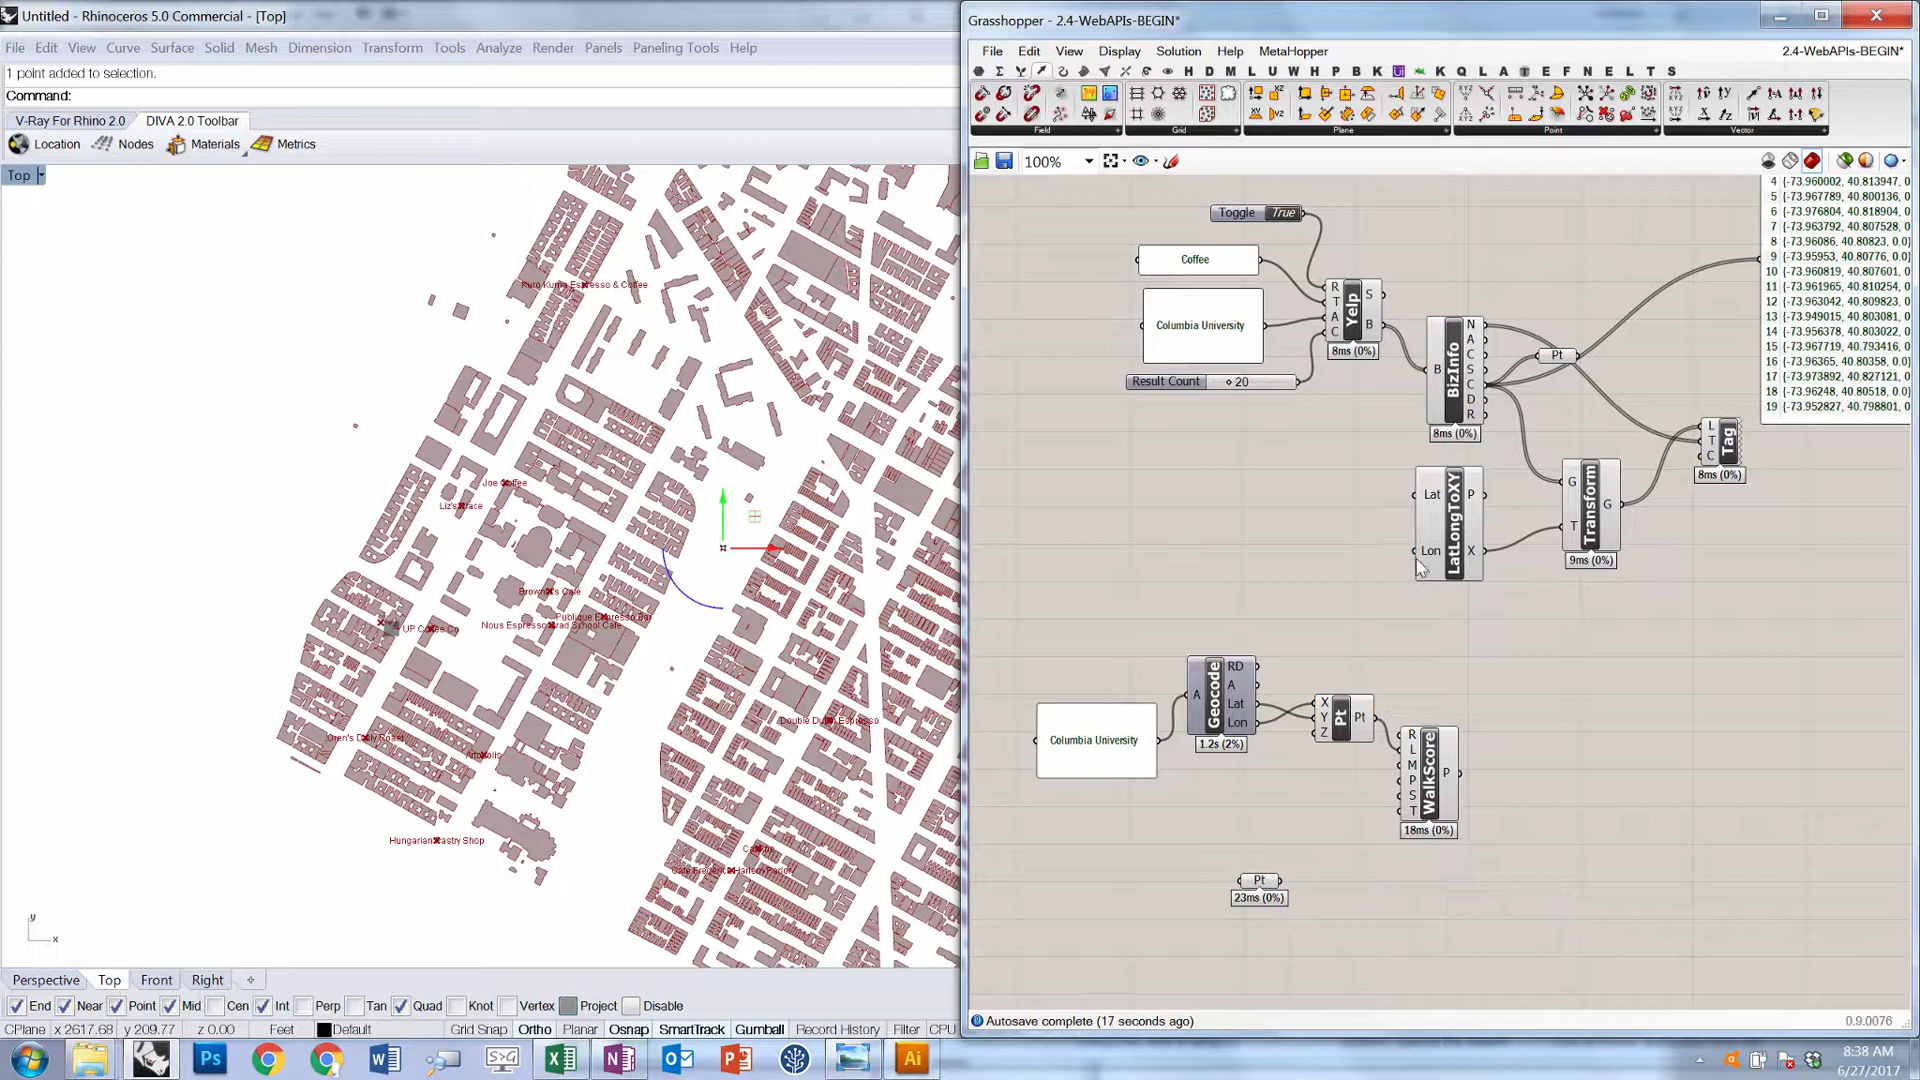 Untitled - Rhinoceros 5.0 Commercial - [Top]
File Edit View Curve Surface Solid Mesh Dimension Transform Tools Analyze Render Panels Paneling Tools Help
1 point added to selection.
Command:
V-Ray For Rhino 2.0 DIVA 2.0 Toolbar
Location Nodes Materials Metrics
Top
Kuro Kuma Espresso & Coffee
Joe Coffee
Brownie's Cafe
Publique Espresso Bar
UP Coffee Co
Double Dutch Espresso
Oren's Daily Roast
Hungarian Pastry Shop
y
x
Perspective Top Front Right
End Near Point Mid Cen Int Perp Tan Quad Knot Vertex Project Disable
CPlane x 2617.68 y 209.77 z 0.00 Feet Default Grid Snap Ortho Planar Osnap SmartTrack Gumball Record History Filter CPU
Grasshopper - 2.4-WebAPIs-BEGIN*
File Edit View Display Solution Help MetaHopper 2.4-WebAPIs-BEGIN*
H D M L U W H P B K K Q L A E F N E L T S
Field Grid Plane Point Vector
100%
4 {-73.960002, 40.813947, 0
5 {-73.967789, 40.800136, 0
6 {-73.976804, 40.818904, 0
7 {-73.963792, 40.807528, 0
8 {-73.96086, 40.80823, 0.0}
9 {-73.95953, 40.80776, 0.0}
10 {-73.960819, 40.807601, 0
11 {-73.961965, 40.810254, 0
12 {-73.963042, 40.809823, 0
13 {-73.949015, 40.803081, 0
14 {-73.956378, 40.803022, 0
15 {-73.967719, 40.793416, 0
16 {-73.96365, 40.80358, 0.0}
17 {-73.973892, 40.827121, 0
18 {-73.96248, 40.80518, 0.0}
19 {-73.952827, 40.798801, 0
Toggle True
Coffee
Columbia University
Result Count 20
R T A C Yelp S B
8ms (0%)
B BizInfo N A C S C D R
8ms (0%)
Pt
L T C Tag
8ms (0%)
Lat Lon LatLongToXY P X
G T Transform G
9ms (0%)
Columbia University
A Geocode RD A Lat Lon
1.2s (2%)
X Y Z Pt Pt
R L M P S T WalkScore P
18ms (0%)
Pt
23ms (0%)
Autosave complete (17 seconds ago) 0.9.0076
8:38 AM
6/27/2017